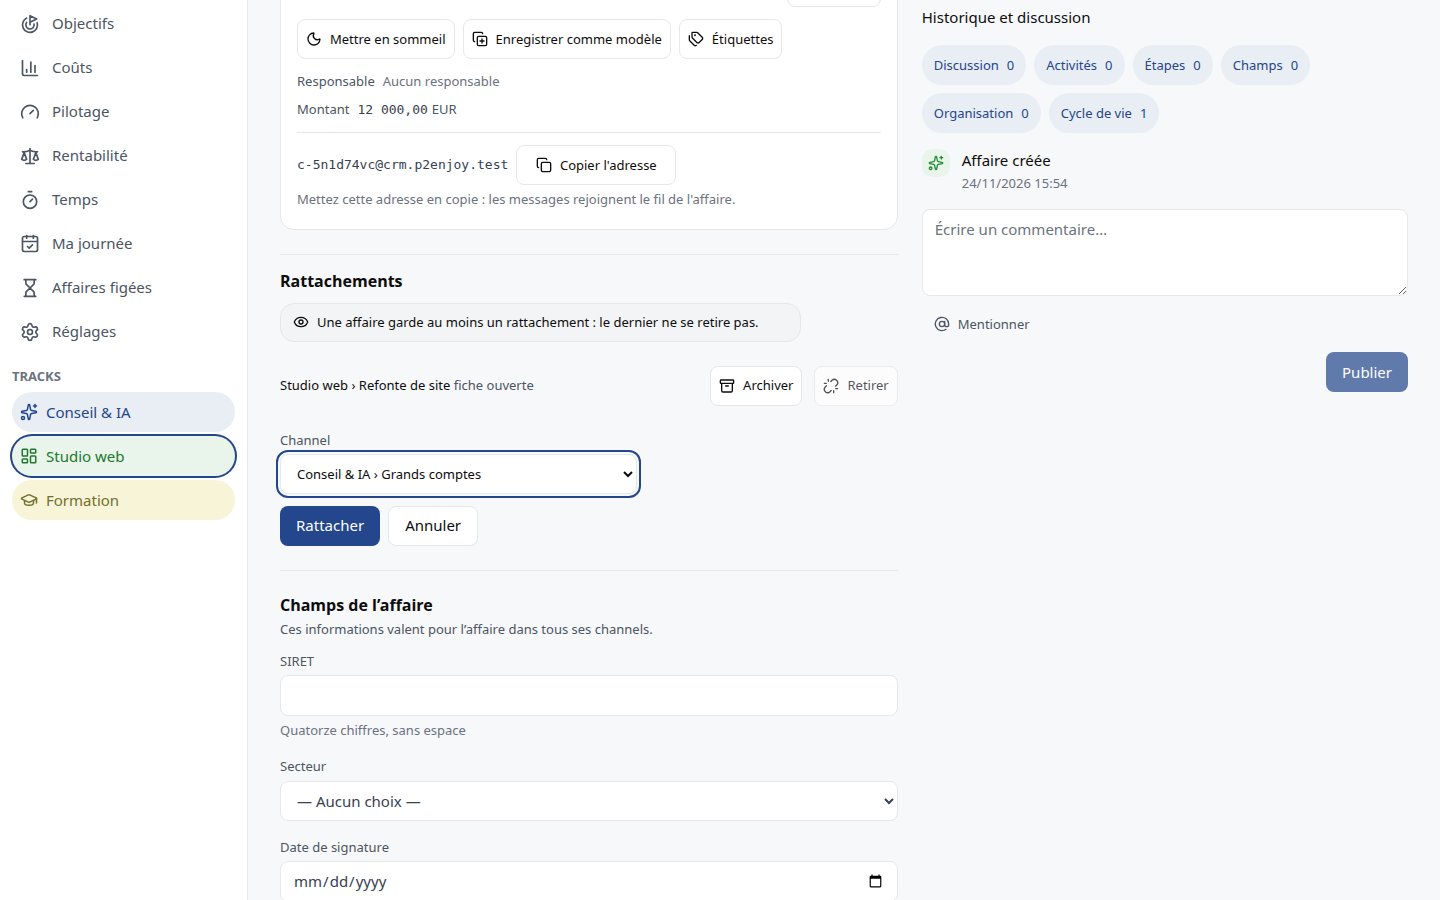 Objectifs
Coûts
Pilotage
Rentabilité
Temps
Ma journée
Affaires figées
Réglages
TRACKS
Conseil & IA
Studio web
Formation
Mettre en sommeil
Enregistrer comme modèle
Étiquettes
Responsable Aucun responsable
Montant 12 000,00 EUR
c-5n1d74vc@crm.p2enjoy.test
Copier l'adresse
Mettez cette adresse en copie : les messages rejoignent le fil de l'affaire.
Rattachements
Une affaire garde au moins un rattachement : le dernier ne se retire pas.
Studio web › Refonte de site fiche ouverte
Archiver
Retirer
Channel
Conseil & IA › Grands comptes
Rattacher
Annuler
Champs de l’affaire
Ces informations valent pour l’affaire dans tous ses channels.
SIRET
Quatorze chiffres, sans espace
Secteur
— Aucun choix —
Date de signature
mm/dd/yyyy
Historique et discussion
Discussion 0
Activités 0
Étapes 0
Champs 0
Organisation 0
Cycle de vie 1
Affaire créée
24/11/2026 15:54
Écrire un commentaire...
Mentionner
Publier